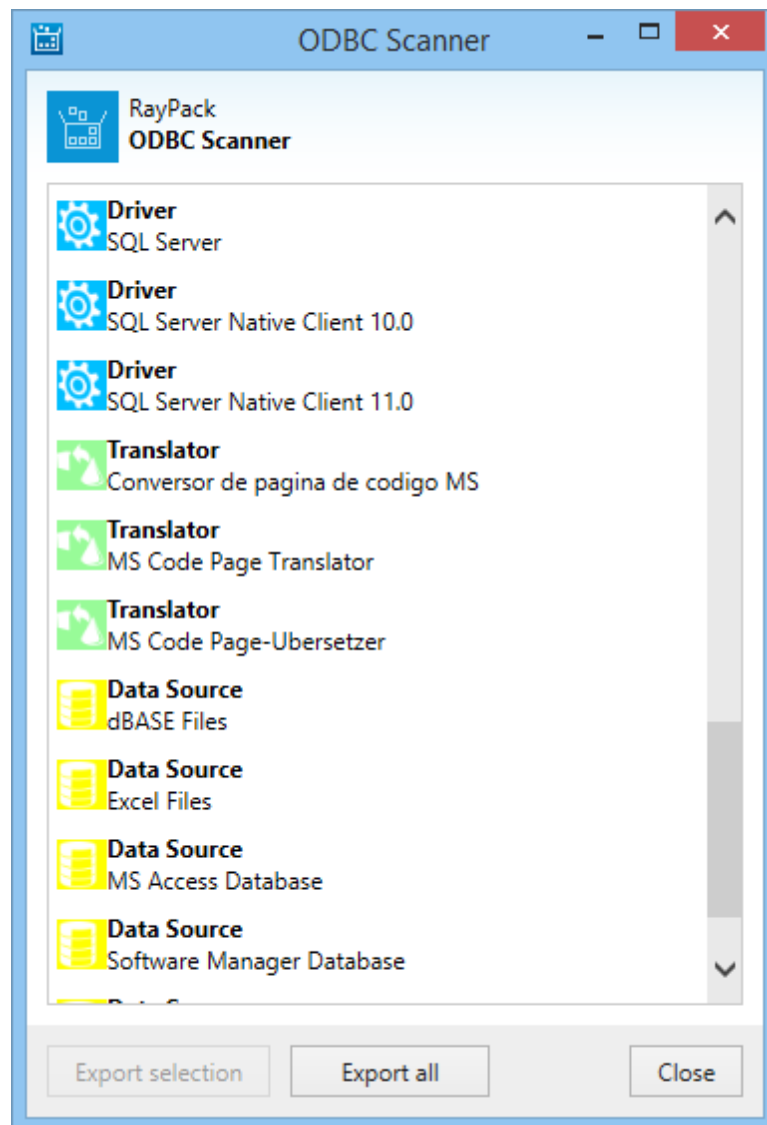 ODBC Scanner
RayPack
ODBC Scanner
Driver
SQL Server
Driver
SQL Server Native Client 10.0
Driver
SQL Server Native Client 11.0
Translator
Conversor de pagina de codigo MS
Translator
MS Code Page Translator
Translator
MS Code Page-Ubersetzer
Data Source
dBASE Files
Data Source
Excel Files
Data Source
MS Access Database
Data Source
Software Manager Database
Export selection
Export all
Close